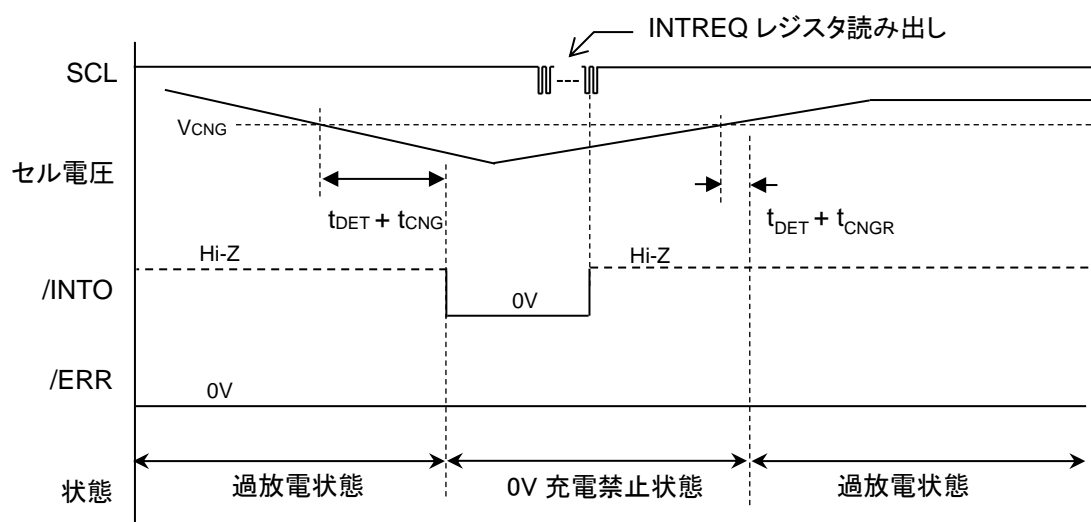 INTREQ レジスタ読み出し
SCL
VCNG
セル電圧
tDET + tCNG
tDET + tCNGR
Hi-Z
Hi-Z
/INTO
0V
/ERR
0V
状態
過放電状態
0V 充電禁止状態
過放電状態